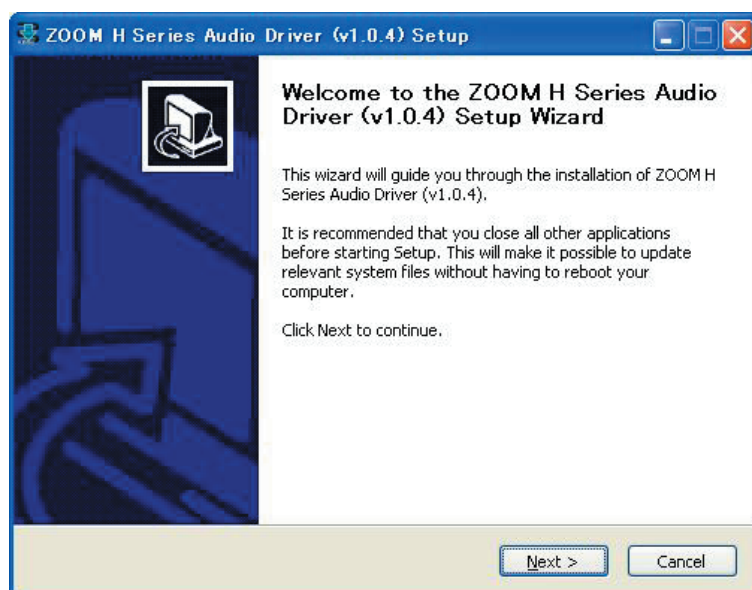 ZOOM H Series Audio Driver (v1.0.4) Setup
Welcome to the ZOOM H Series Audio
Driver (v1.0.4) Setup Wizard
This wizard will guide you through the installation of ZOOM H
Series Audio Driver (v1.0.4).
It is recommended that you close all other applications
before starting Setup. This will make it possible to update
relevant system files without having to reboot your
computer.
Click Next to continue.
Next >
Cancel